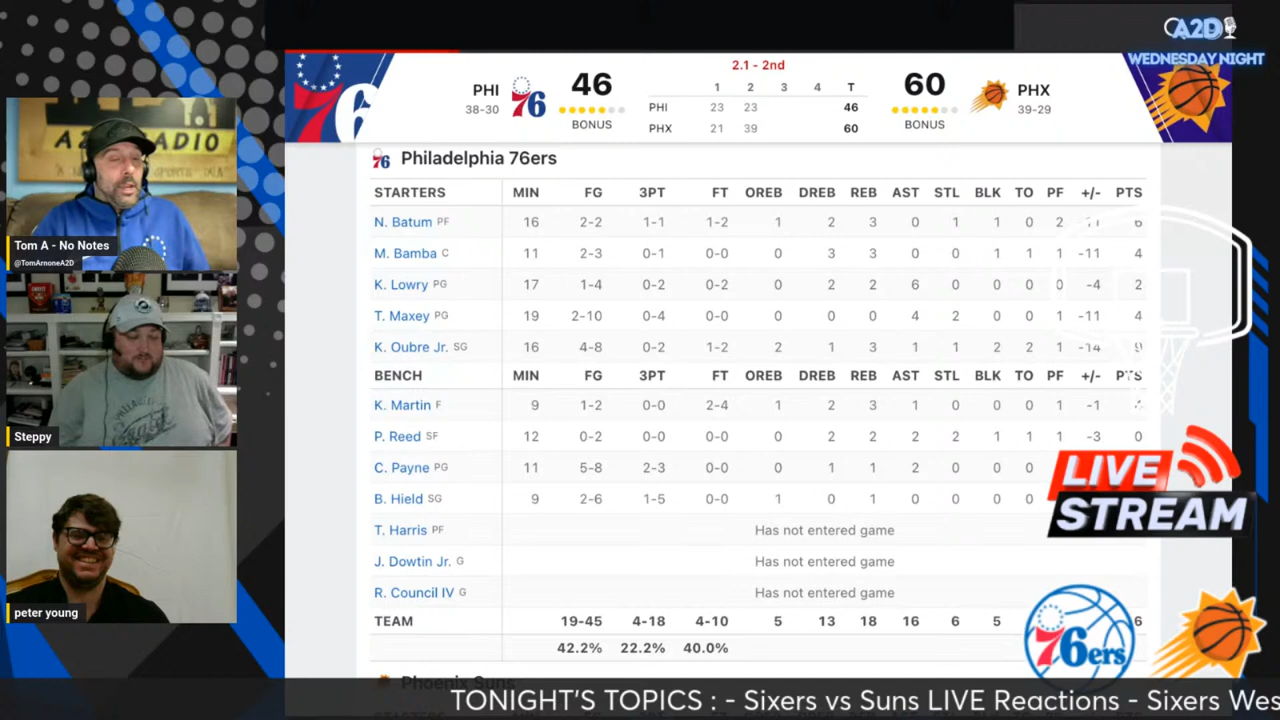 A2D
WEDNESDAY NIGHT
2.1 - 2nd
PHI 46 60 PHX
38-30 39-29
BONUS BONUS
1 2 3 4 T
PHI 23 23 46
PHX 21 39 60
Philadelphia 76ers
STARTERS MIN FG 3PT FT OREB DREB REB AST STL BLK TO PF +/- PTS
N. Batum PF 16 2-2 1-1 1-2 1 2 3 0 1 1 0 2 6
M. Bamba C 11 2-3 0-1 0-0 0 3 3 0 0 1 1 1 -11 4
K. Lowry PG 17 1-4 0-2 0-2 0 2 2 6 0 0 0 0 -4 2
T. Maxey PG 19 2-10 0-4 0-0 0 0 0 4 2 0 0 1 -11 4
K. Oubre Jr. SG 16 4-8 0-2 1-2 2 1 3 1 1 2 2 1 -14 9
BENCH MIN FG 3PT FT OREB DREB REB AST STL BLK TO PF +/- PTS
K. Martin F 9 1-2 0-0 2-4 1 2 3 1 0 0 0 1 -1 4
P. Reed SF 12 0-2 0-0 0-0 0 2 2 2 2 1 1 1 -3 0
C. Payne PG 11 5-8 2-3 0-0 0 1 1 2 0 0 0
B. Hield SG 9 2-6 1-5 0-0 1 0 1 0 0 0 0
T. Harris PF Has not entered game
J. Dowtin Jr. G Has not entered game
R. Council IV G Has not entered game
TEAM 19-45 4-18 4-10 5 13 18 16 6 5 6
42.2% 22.2% 40.0%
Phoenix Suns
A2 RADIO
Tom A - No Notes
@TomArnoneA2D
Steppy
peter young
LIVE
STREAM
76ers
TONIGHT'S TOPICS : - Sixers vs Suns LIVE Reactions - Sixers Wes